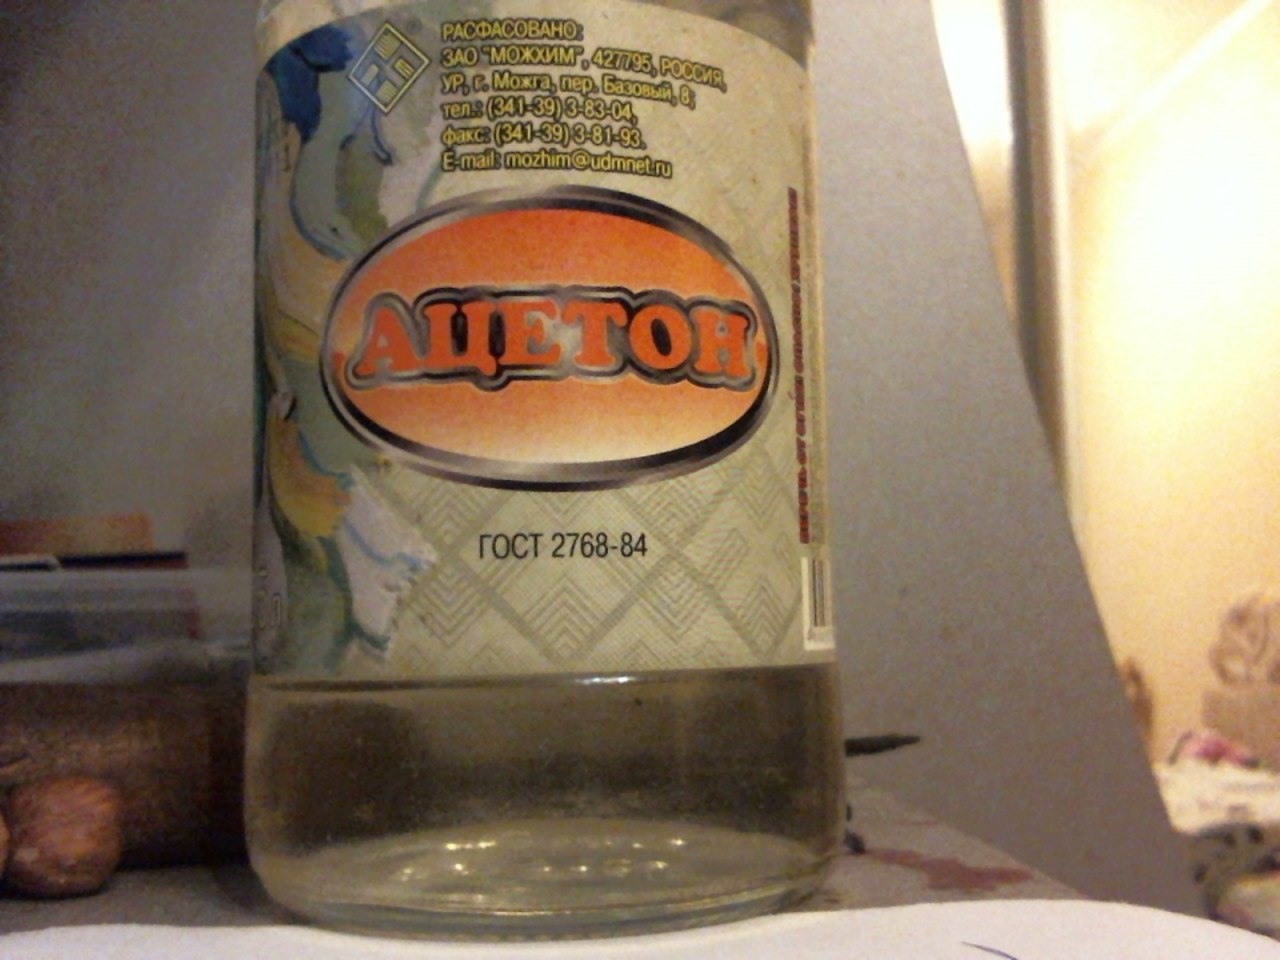 РАСФАСОВАНО:
ЗАО "МОЖХИМ", 427795, РОССИЯ,
УР, г. Можга, пер. Базовый, 8;
тел.: (341-39) 3-83-04,
факс: (341-39) 3-81-93.
E-mail: mozhim@udmnet.ru
АЦЕТОН
ГОСТ 2768-84